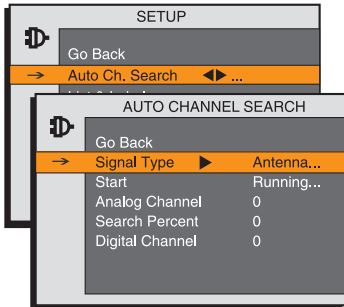 SETUP
Go Back
→ Auto Ch. Search ◀▶ ...
AUTO CHANNEL SEARCH
Go Back
→ Signal Type ▶ Antenna...
Start Running...
Analog Channel 0
Search Percent 0
Digital Channel 0